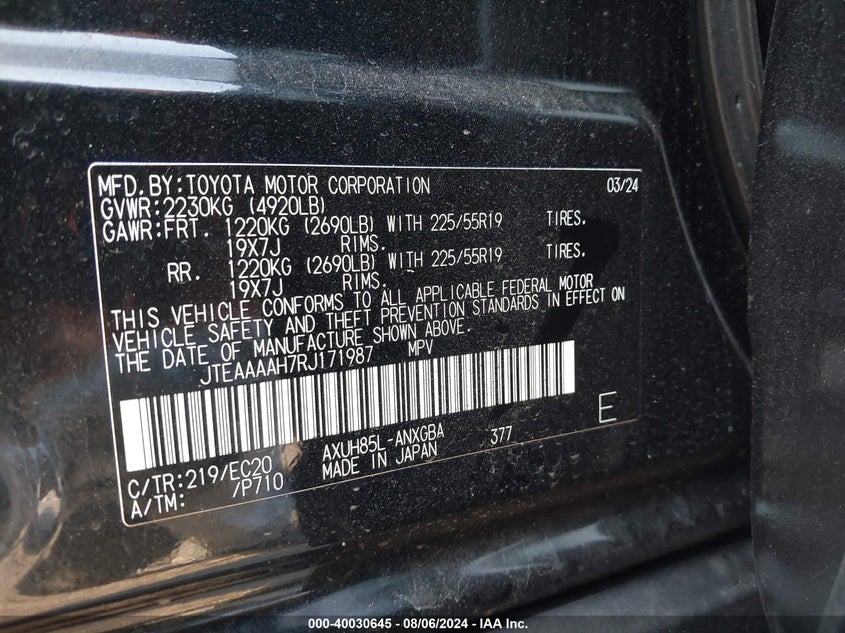 MFD.BY:TOYOTA MOTOR CORPORATION 03/24
GVWR:2230KG (4920LB)
GAWR:FRT. 1220KG (2690LB) WITH 225/55R19 TIRES.
19X7J RIMS.
RR. 1220KG (2690LB) WITH 225/55R19 TIRES.
19X7J RIMS.
THIS VEHICLE CONFORMS TO ALL APPLICABLE FEDERAL MOTOR
VEHICLE SAFETY AND THEFT PREVENTION STANDARDS IN EFFECT ON
THE DATE OF MANUFACTURE SHOWN ABOVE.
JTEAAAAH7RJ171987 MPV
C/TR:219/EC20 AXUH85L-ANXGBA 377 E
A/TM: /P710 MADE IN JAPAN
000-40030645 - 08/06/2024 - IAA Inc.